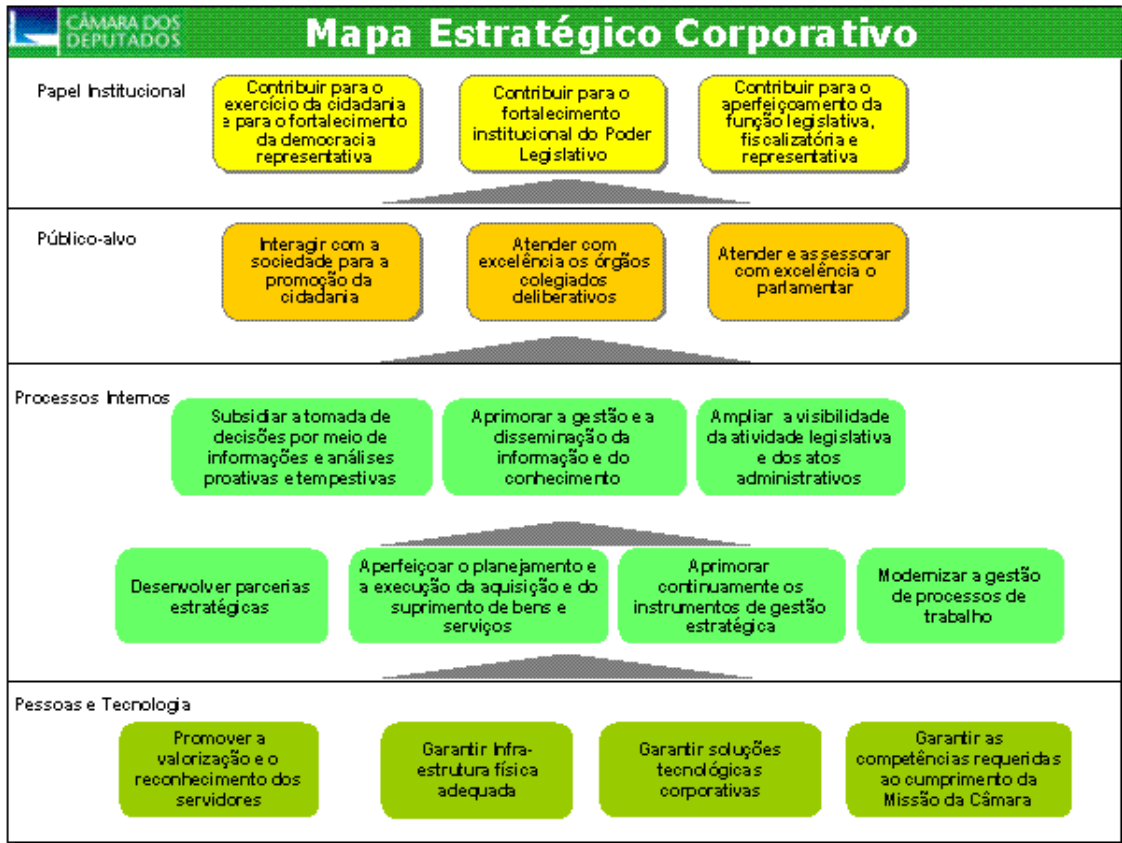 CÂMARA DOS
DEPUTADOS
Mapa Estratégico Corporativo
Papel Institucional
Contribuir para o
exercício da cidadania
e para o fortalecimento
da democracia
representativa
Contribuir para o
fortalecimento
institucional do Poder
Legislativo
Contribuir para o
aperfeiçoamento da
função legislativa,
fiscalizatória e
representativa
Público-alvo
Interagir com a
sociedade para a
promoção da
cidadania
Atender com
excelência os órgãos
colegiados
deliberativos
Atender e assessorar
com excelência o
parlamentar
Processos Internos
Subsidiar a tomada de
decisões por meio de
informações e análises
proativas e tempestivas
Aprimorar a gestão e a
disseminação da
informação e do
conhecimento
Ampliar a visibilidade
da atividade legislativa
e dos atos
administrativos
Desenvolver parcerias
estratégicas
Aperfeiçoar o planejamento e
a execução da aquisição e do
suprimento de bens e
serviços
Aprimorar
continuamente os
instrumentos de gestão
estratégica
Modernizar a gestão
de processos de
trabalho
Pessoas e Tecnologia
Promover a
valorização e o
reconhecimento dos
servidores
Garantir Infra-
estrutura física
adequada
Garantir soluções
tecnológicas
corporativas
Garantir as
competências requeridas
ao cumprimento da
Missão da Câmara